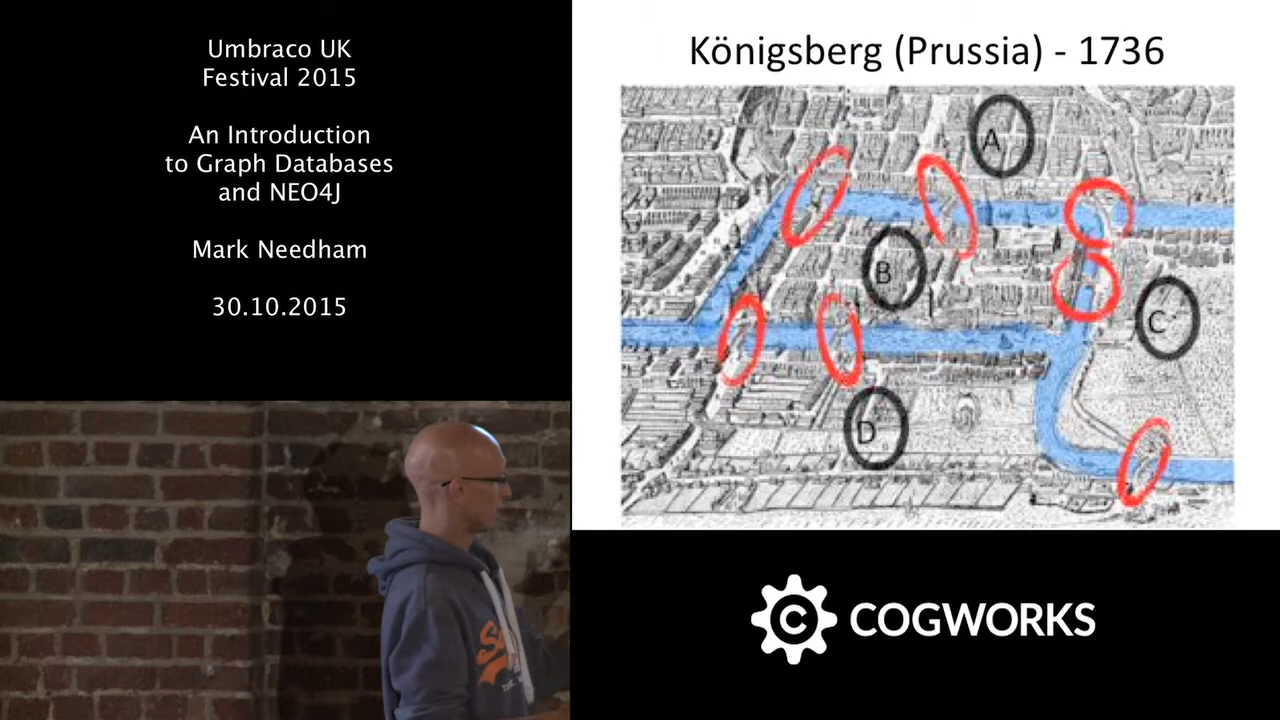 Umbraco UK
Festival 2015
An Introduction
to Graph Databases
and NEO4J
Mark Needham
30.10.2015
Königsberg (Prussia) - 1736
A
B
C
D
C COGWORKS